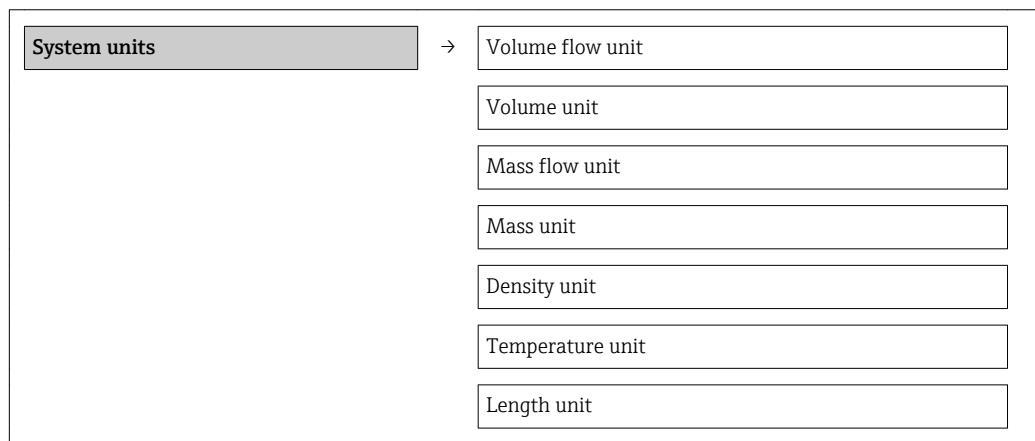 System units → Volume flow unit
Volume unit
Mass flow unit
Mass unit
Density unit
Temperature unit
Length unit